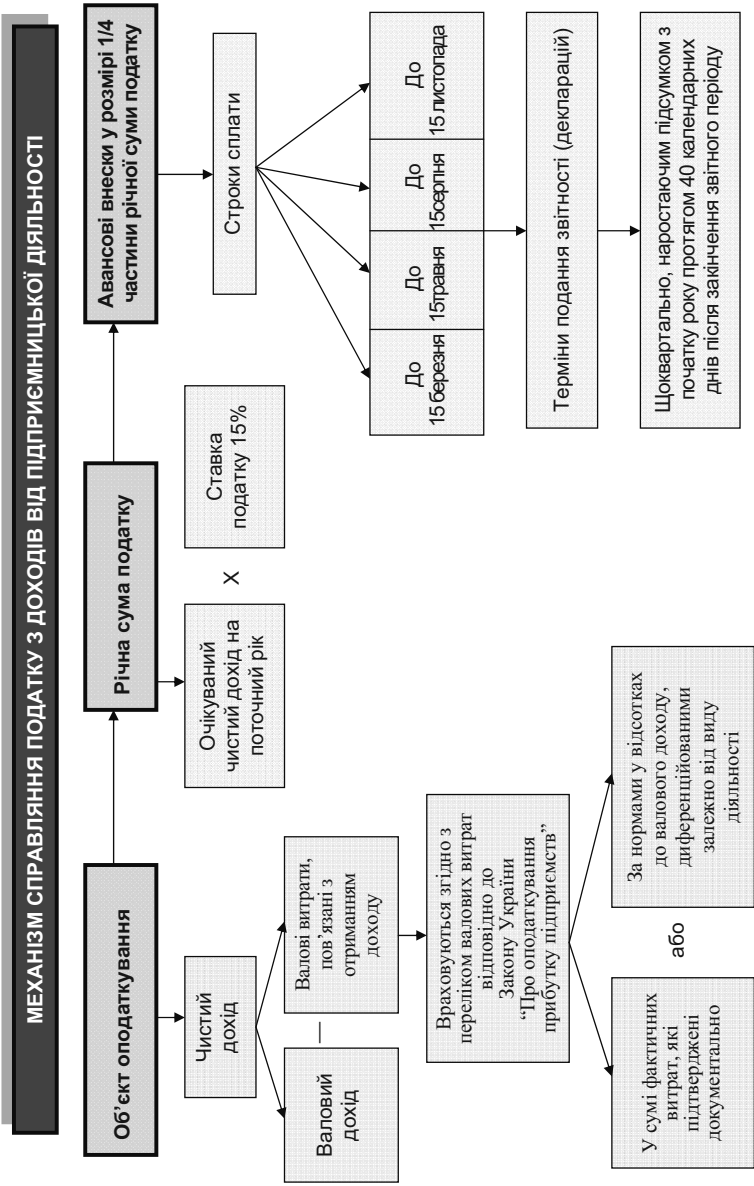 МЕХАНІЗМ СПРАВЛЯННЯ ПОДАТКУ З ДОХОДІВ ВІД ПІДПРИЄМНИЦЬКОЇ ДІЯЛЬНОСТІ
Об’єкт оподаткування
Чистий
дохід
Валовий
дохід
—
Валові витрати,
пов’язані з
отриманням
доходу
Враховуються згідно з
переліком валових витрат
відповідно до
Закону України
“Про оподаткування
прибутку підприємств”
У сумі фактичних
витрат, які
підтверджені
документально
або
За нормами у відсотках
до валового доходу,
диференційованими
залежно від виду
діяльності
Річна сума податку
Очікуваний
чистий дохід на
поточний рік
Х
Ставка
податку 15%
Авансові внески у розмірі 1/4
частини річної суми податку
Строки сплати
До
15 березня
До
15травня
До
15серпня
До
15 листопада
Терміни подання звітності (декларацій)
Щоквартально, наростаючим підсумком з
початку року протягом 40 календарних
днів після закінчення звітного періоду